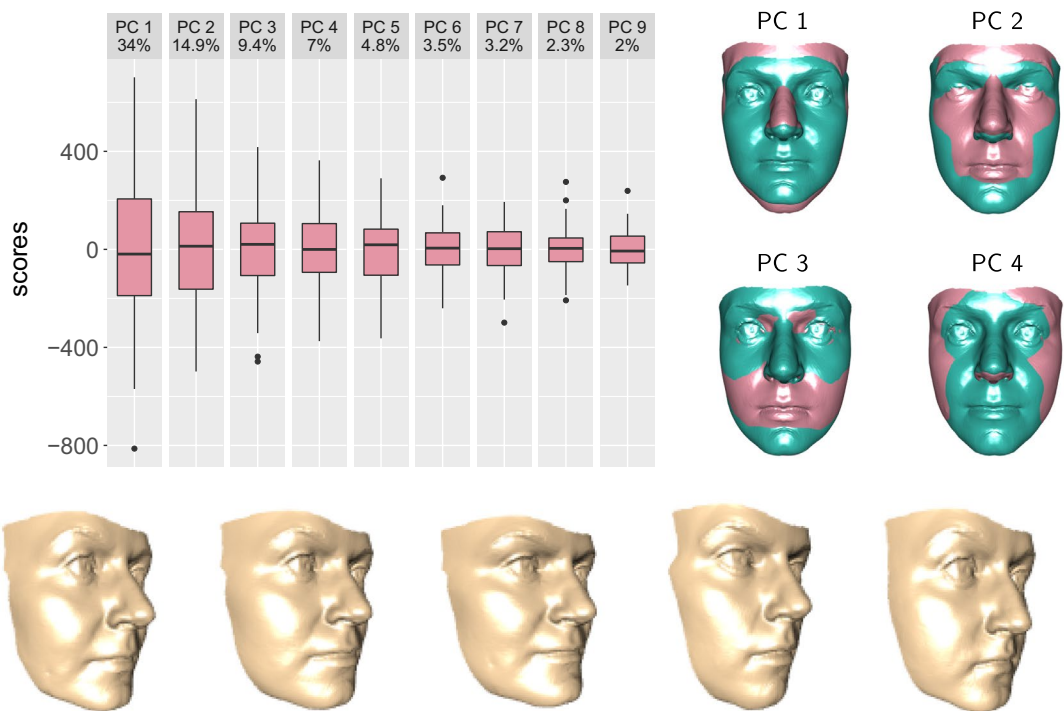 PC 1 PC 2 PC 3 PC 4 PC 5 PC 6 PC 7 PC 8 PC 9
34% 14.9% 9.4% 7% 4.8% 3.5% 3.2% 2.3% 2%
400
0
−400
−800
scores
PC 1 PC 2
PC 3 PC 4